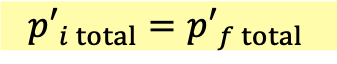 p′i total = p′f total